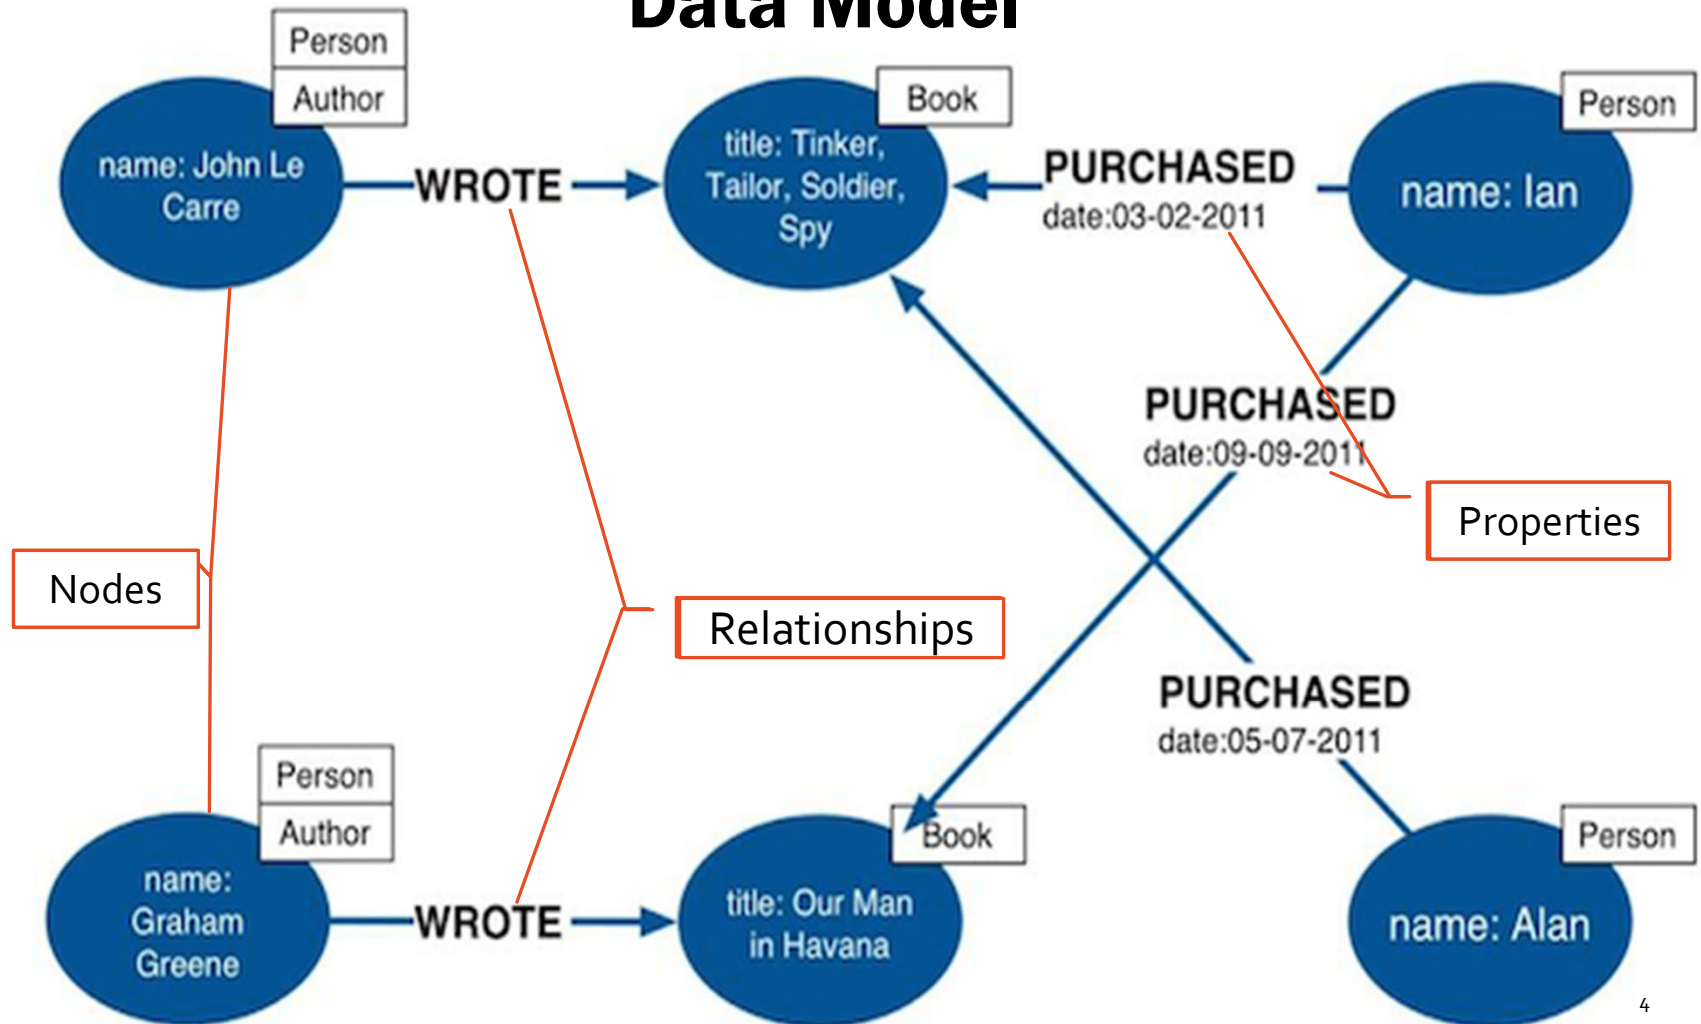 Data Model
Person
Author
name: John Le
Carre
WROTE
Book
title: Tinker,
Tailor, Soldier,
Spy
PURCHASED
date:03-02-2011
Person
name: Ian
PURCHASED
date:09-09-2011
Properties
Nodes
Relationships
PURCHASED
date:05-07-2011
Person
Author
name:
Graham
Greene
WROTE
Book
title: Our Man
in Havana
Person
name: Alan
4